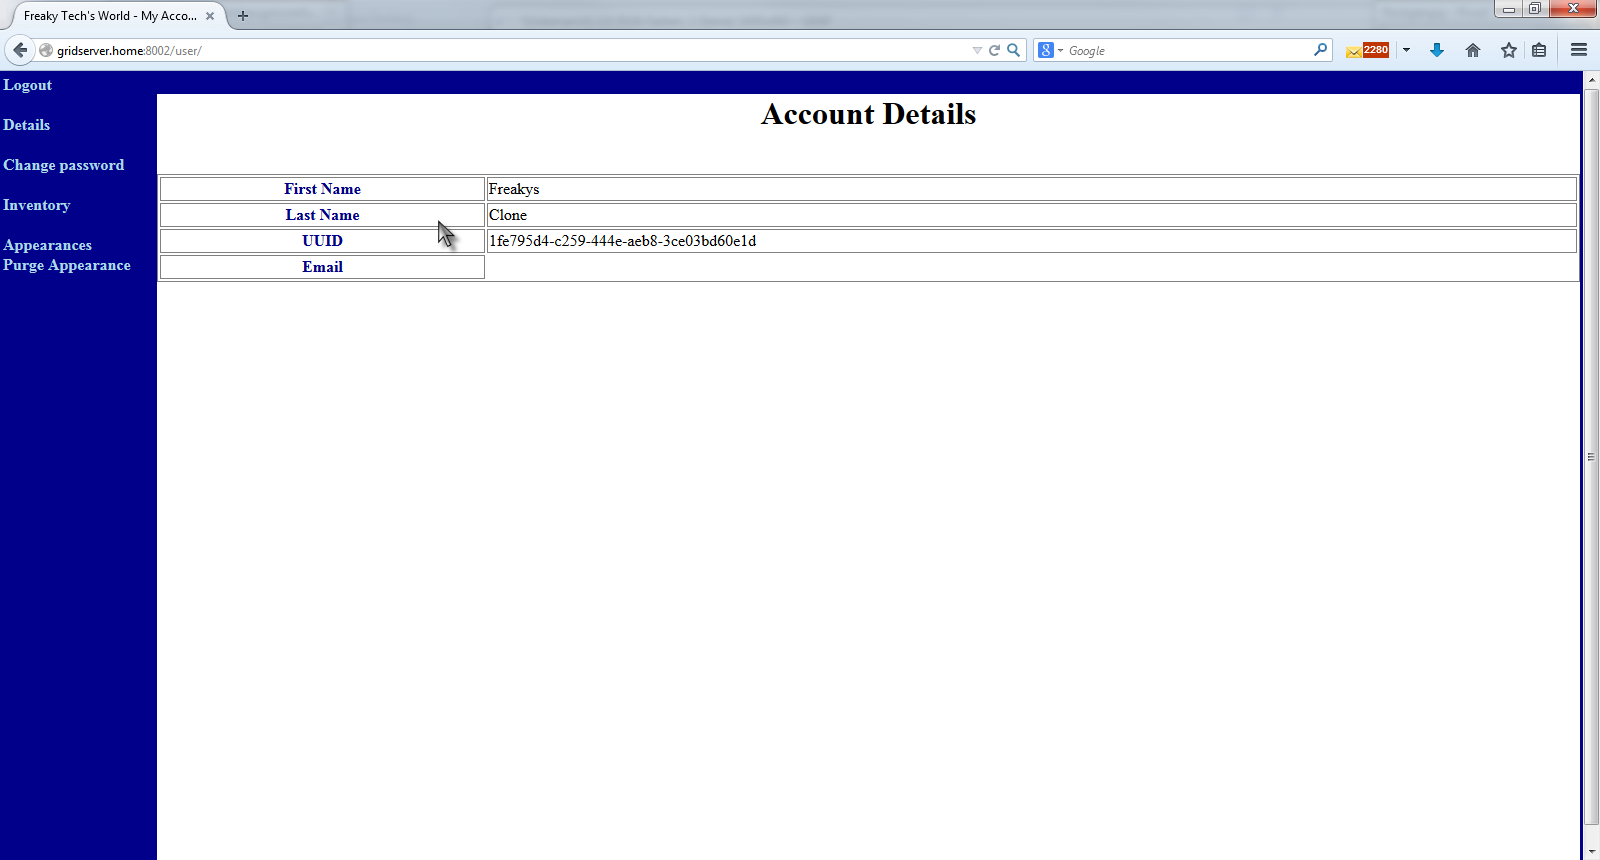 Freaky Tech's World - My Acco...
gridserver.home:8002/user/
Google
2280
Logout
Details
Change password
Inventory
Appearances
Purge Appearance
Account Details
First Name Freakys
Last Name Clone
UUID 1fe795d4-c259-444e-aeb8-3ce03bd60e1d
Email